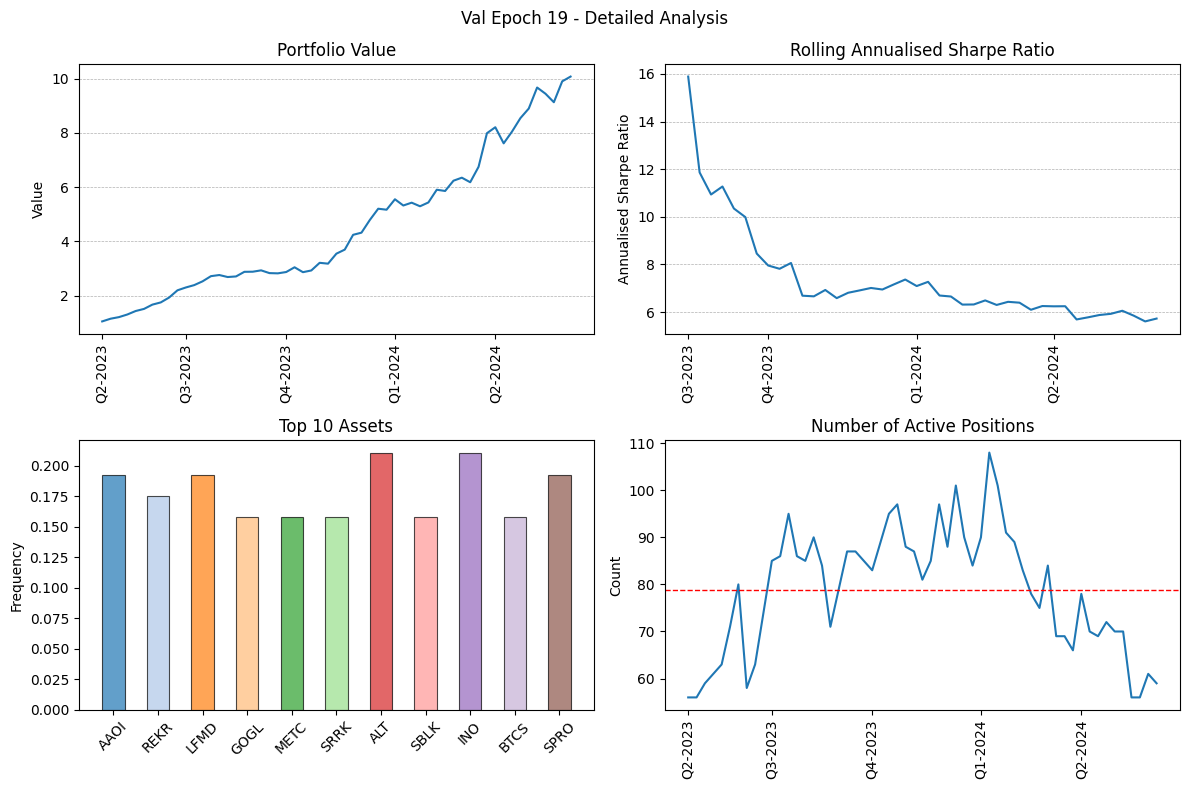 Val Epoch 19 - Detailed Analysis
Portfolio Value
Value
10
8
6
4
2
Q2-2023
Q3-2023
Q4-2023
Q1-2024
Q2-2024
Rolling Annualised Sharpe Ratio
Annualised Sharpe Ratio
16
14
12
10
8
6
Q3-2023
Q4-2023
Q1-2024
Q2-2024
Top 10 Assets
Frequency
0.200
0.175
0.150
0.125
0.100
0.075
0.050
0.025
0.000
AAOI
REKR
LFMD
GOGL
METC
SRRK
ALT
SBLK
INO
BTCS
SPRO
Number of Active Positions
Count
110
100
90
80
70
60
Q2-2023
Q3-2023
Q4-2023
Q1-2024
Q2-2024